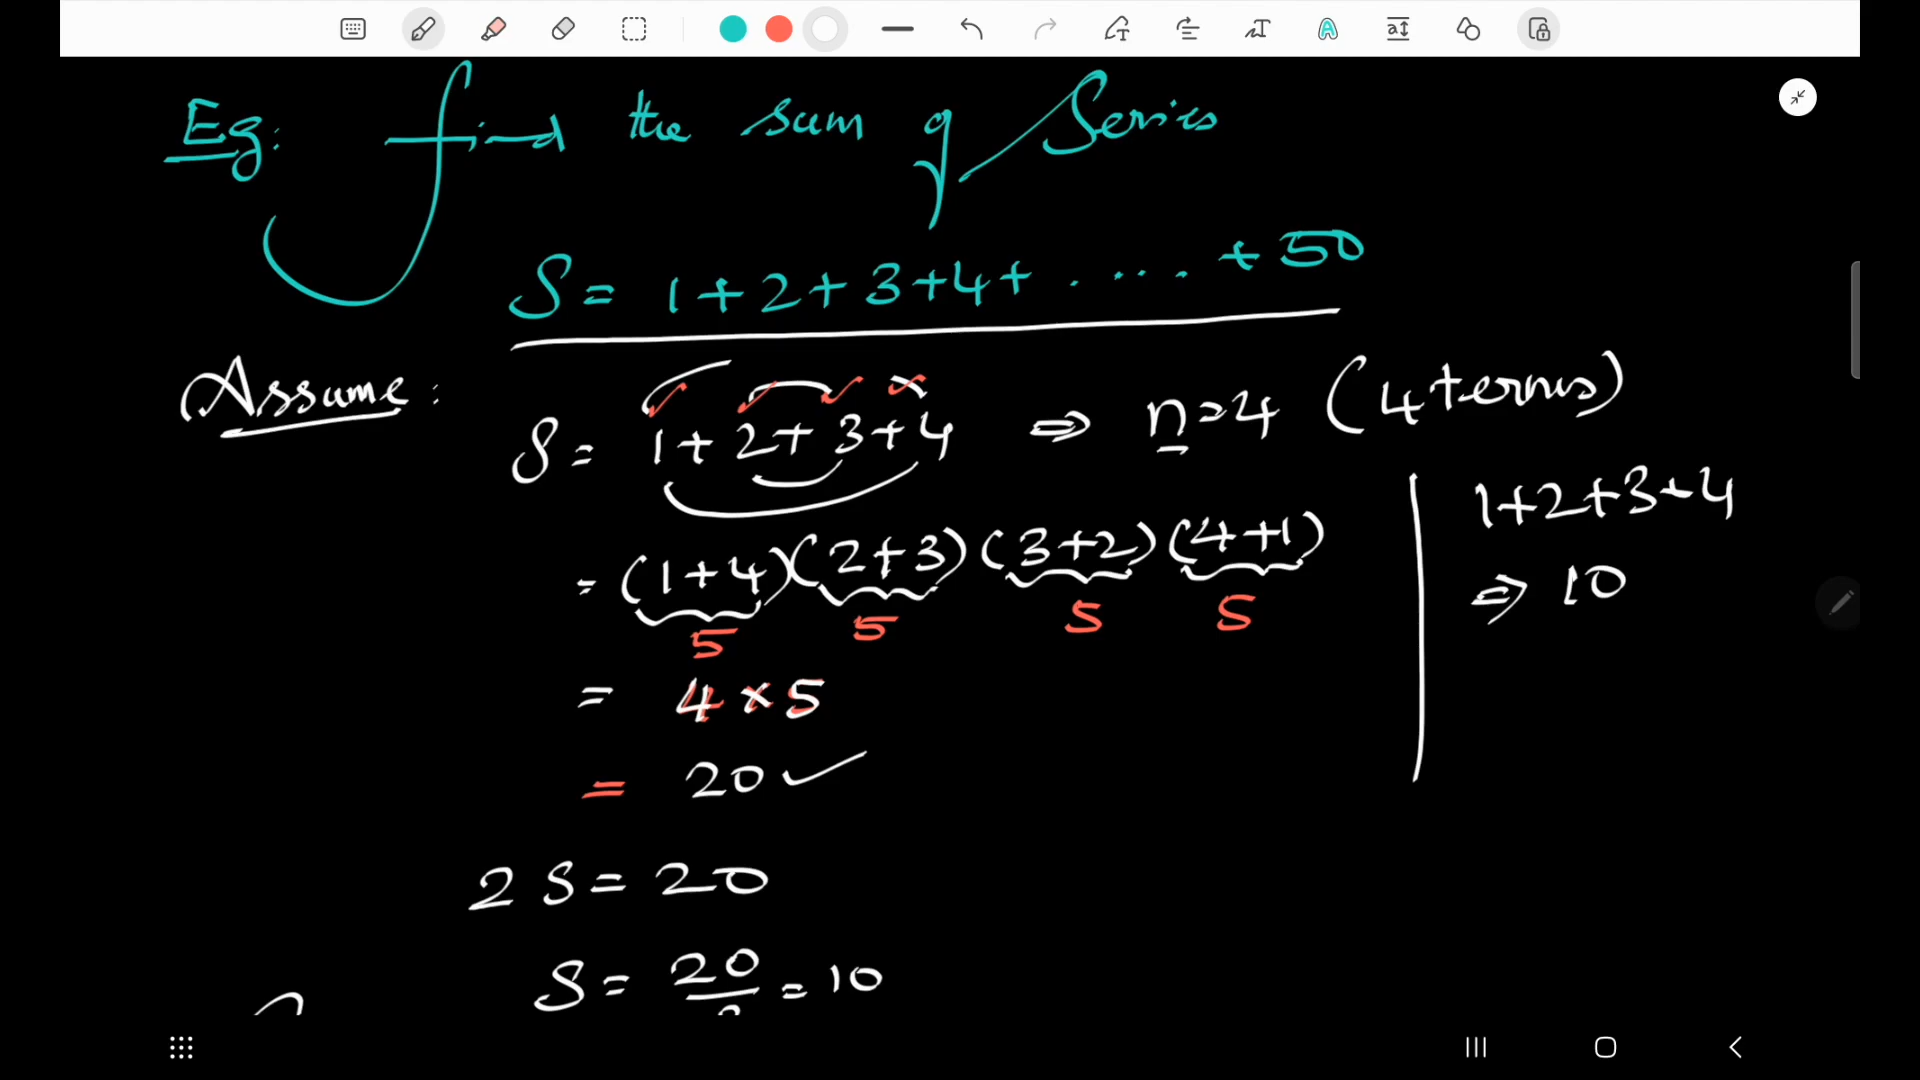 Eg: find the sum of Series
S = 1+2+3+4+ ..... + 50
Assume:
S = 1+2+3+4 ⇒ n=4 (4 terms)
= (1+4)(2+3)(3+2)(4+1)
5 5 5 5
= 4 × 5
= 20 ✓
2 S = 20
S = 20/2 = 10
1+2+3+4
⇒ 10